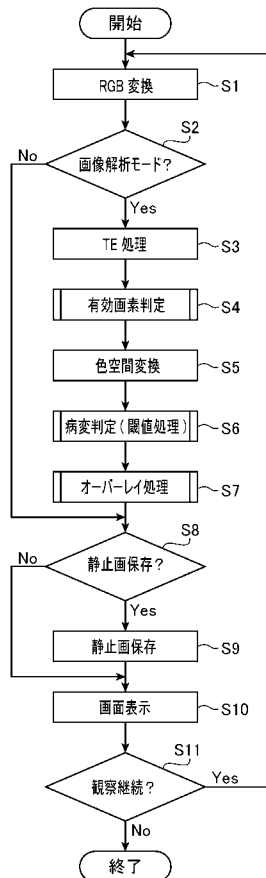 開始
RGB 変換
S1
S2
画像解析モード？
No
Yes
TE 処理
S3
有効画素判定
S4
色空間変換
S5
病変判定(閾値処理)
S6
オーバーレイ処理
S7
S8
静止画保存？
No
Yes
静止画保存
S9
画面表示
S10
S11
観察継続？
Yes
No
終了